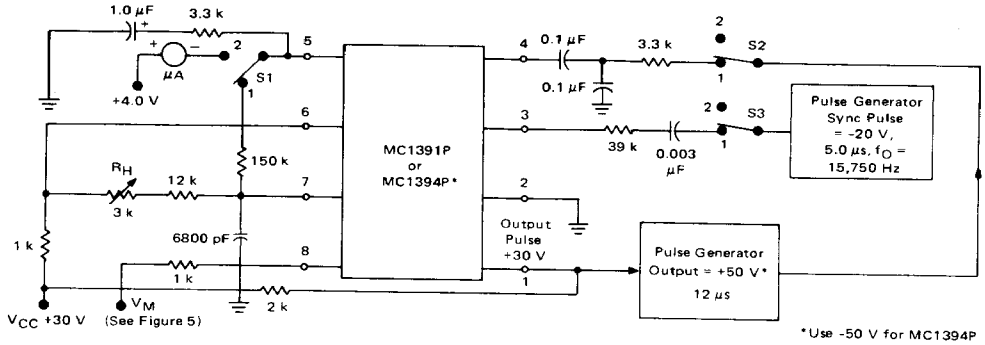 1.0 µF
+
3.3 k
+
−
µA
+4.0 V
2
S1
1
5
6
150 k
RH
3 k
12 k
7
1 k
6800 pF
8
1 k
2 k
VCC +30 V
VM
(See Figure 5)
MC1391P
or
MC1394P*
4
0.1 µF
0.1 µF
3.3 k
2
S2
1
3
39 k
0.003
µF
2
S3
1
Pulse Generator
Sync Pulse
= -20 V,
5.0 µs, fO =
15,750 Hz
2
Output
Pulse
+30 V
1
Pulse Generator
Output = +50 V*
12 µs
*Use -50 V for MC1394P